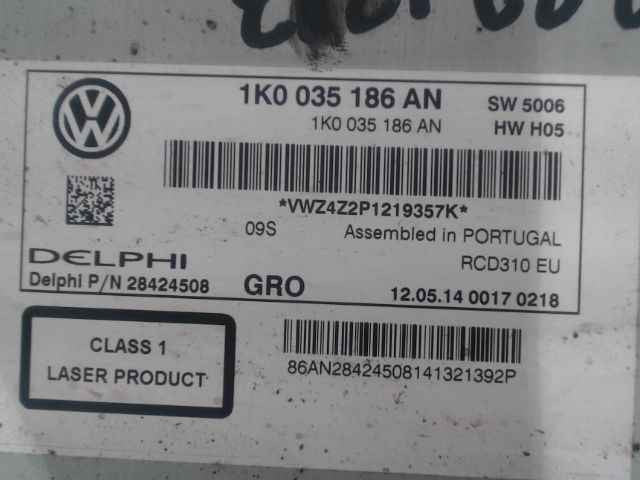 1K0 035 186 AN SW 5006
1K0 035 186 AN HW H05
*VWZ4Z2P1219357K*
09S Assembled in PORTUGAL
DELPHI RCD310 EU
Delphi P/N 28424508 GRO 12.05.14 0017 0218
CLASS 1
LASER PRODUCT
86AN28424508141321392P